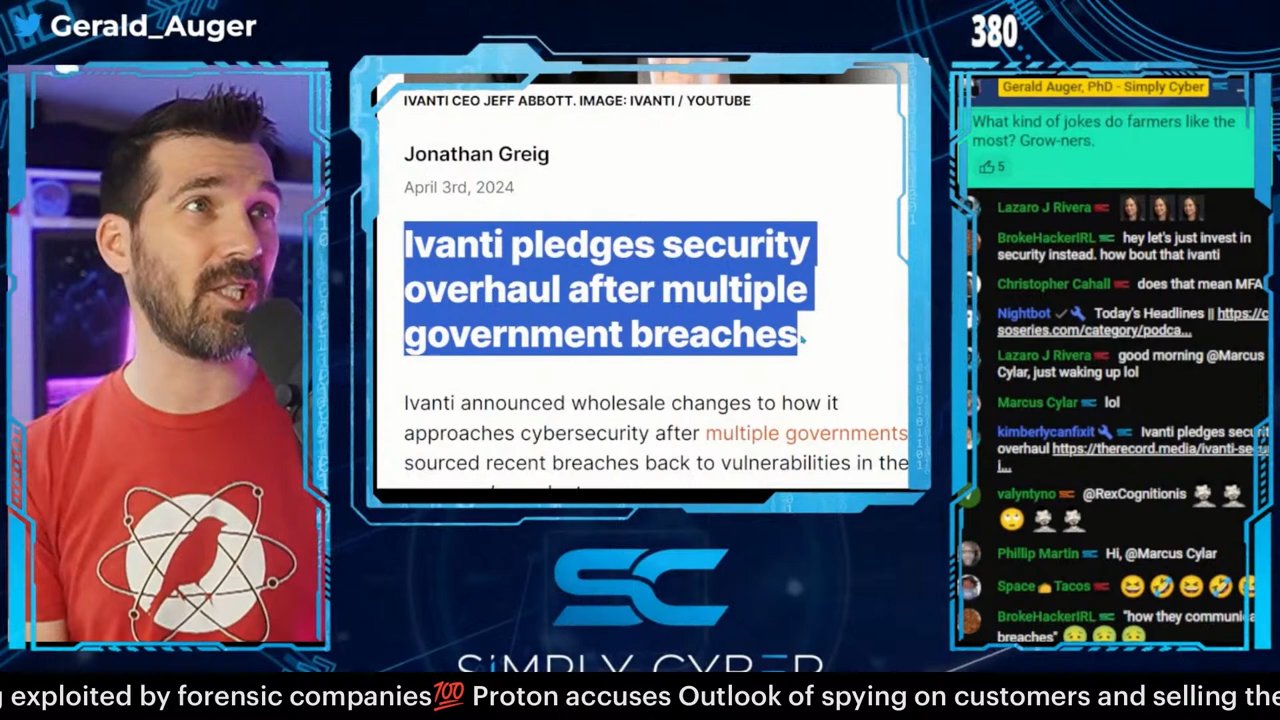 Gerald_Auger
380
IVANTI CEO JEFF ABBOTT. IMAGE: IVANTI / YOUTUBE
Jonathan Greig
April 3rd, 2024
Ivanti pledges security
overhaul after multiple
government breaches
Ivanti announced wholesale changes to how it
approaches cybersecurity after multiple governments
sourced recent breaches back to vulnerabilities in the
SC
SIMPLY CYBER
Gerald Auger, PhD - Simply Cyber
What kind of jokes do farmers like the
most? Grow-ners.
5
Lazaro J Rivera
BrokeHackerIRL hey let's just invest in
security instead. how bout that ivanti
Christopher Cahall does that mean MFA
Nightbot Today's Headlines || https://c
soseries.com/category/podca...
Lazaro J Rivera good morning @Marcus
Cylar, just waking up lol
Marcus Cylar lol
kimberlycanfixit Ivanti pledges securit
overhaul https://therecord.media/ivanti-secu
i...
valyntyno @RexCognitionis
Phillip Martin Hi, @Marcus Cylar
Space Tacos
BrokeHackerIRL "how they communica
breaches"
g exploited by forensic companies💯 Proton accuses Outlook of spying on customers and selling the